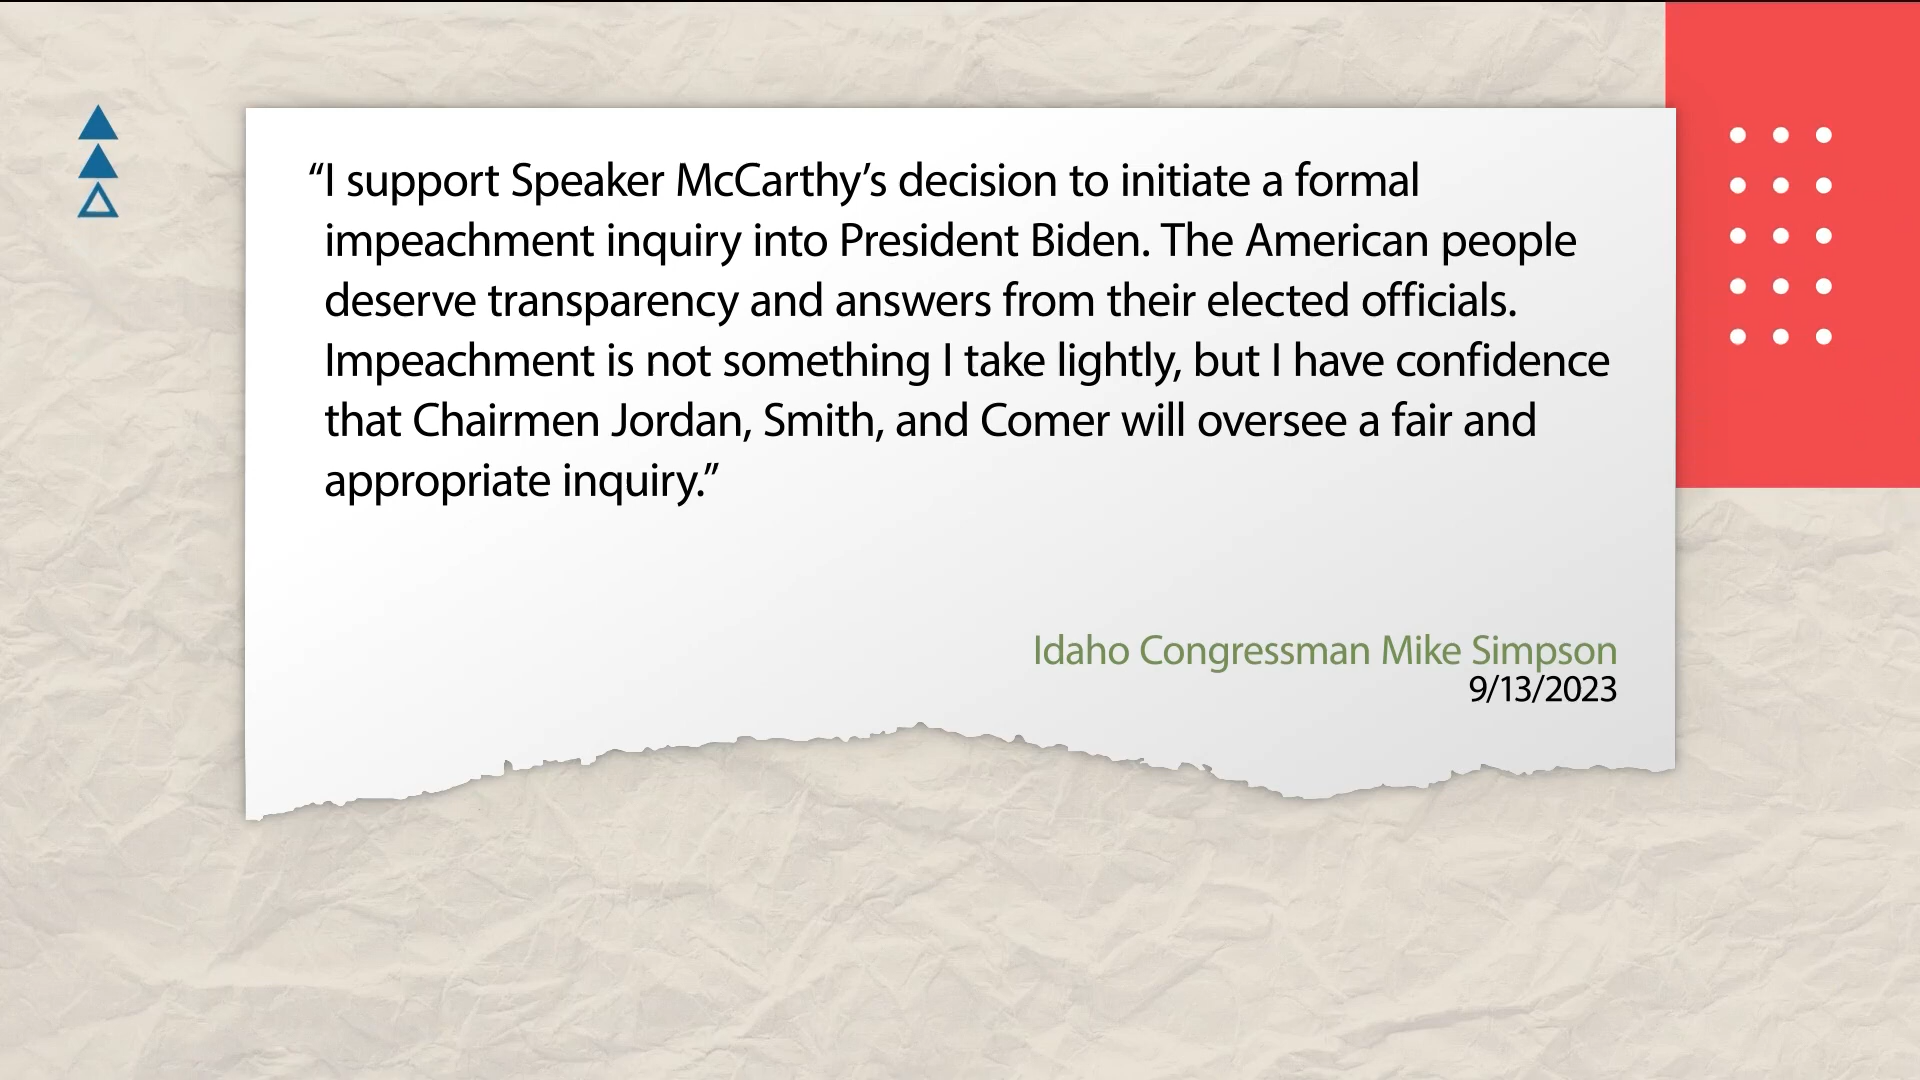 “I support Speaker McCarthy’s decision to initiate a formal
impeachment inquiry into President Biden. The American people
deserve transparency and answers from their elected officials.
Impeachment is not something I take lightly, but I have confidence
that Chairmen Jordan, Smith, and Comer will oversee a fair and
appropriate inquiry.”
Idaho Congressman Mike Simpson
9/13/2023